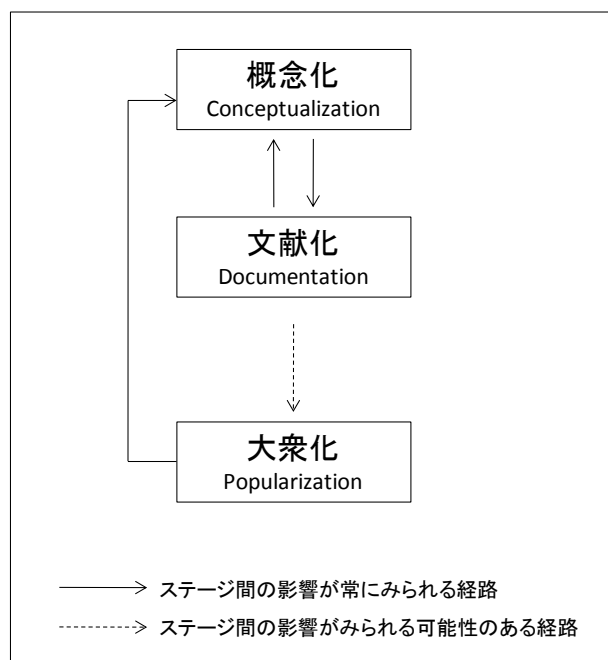 概念化
Conceptualization
文献化
Documentation
大衆化
Popularization
ステージ間の影響が常にみられる経路
ステージ間の影響がみられる可能性のある経路